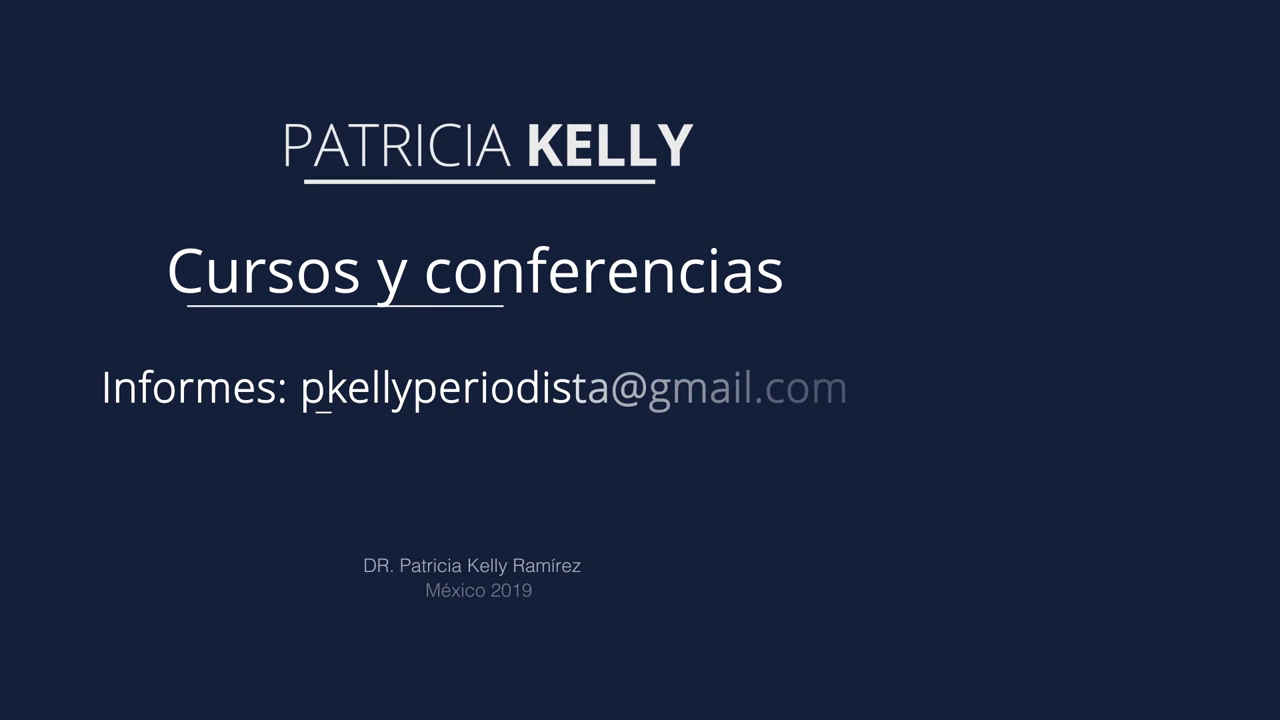 PATRICIA KELLY
Cursos y conferencias
Informes: pkellyperiodista@gmail.com
DR. Patricia Kelly Ramírez
México 2019